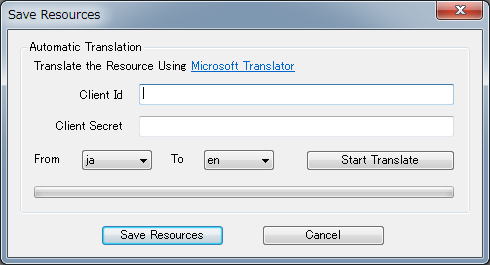 Save Resources
Automatic Translation
Translate the Resource Using Microsoft Translator
Client Id
Client Secret
From ja To en Start Translate
Save Resources Cancel